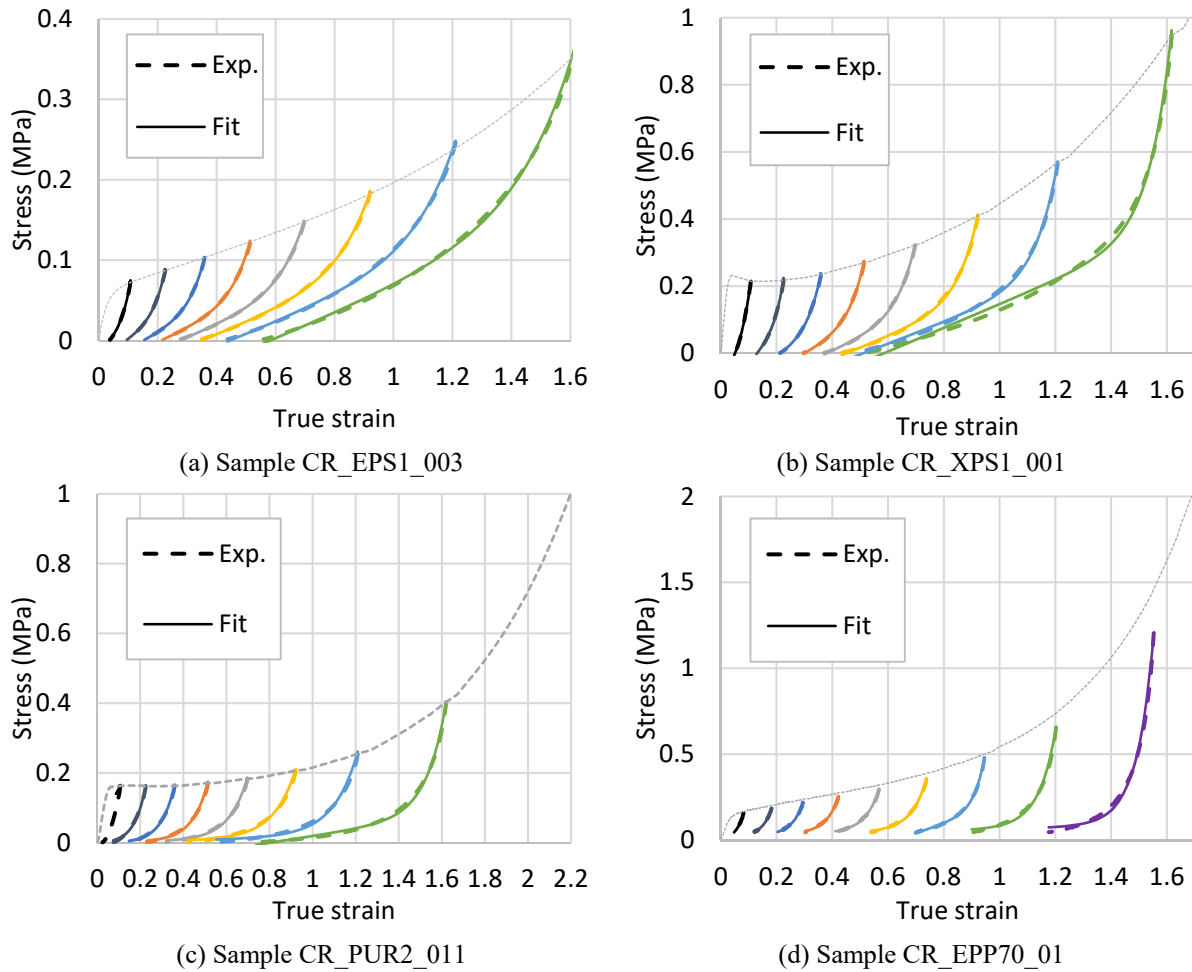 0.4
0.3
0.2
0.1
0
Stress (MPa)
Exp.
Fit
0 0.2 0.4 0.6 0.8 1 1.2 1.4 1.6
True strain
(a) Sample CR_EPS1_003
1
0.8
0.6
0.4
0.2
0
Stress (MPa)
Exp.
Fit
0 0.2 0.4 0.6 0.8 1 1.2 1.4 1.6
True strain
(b) Sample CR_XPS1_001
1
0.8
0.6
0.4
0.2
0
Stress (MPa)
Exp.
Fit
0 0.2 0.4 0.6 0.8 1 1.2 1.4 1.6 1.8 2 2.2
True strain
(c) Sample CR_PUR2_011
2
1.5
1
0.5
0
Stress (MPa)
Exp.
Fit
0 0.2 0.4 0.6 0.8 1 1.2 1.4 1.6
True strain
(d) Sample CR_EPP70_01